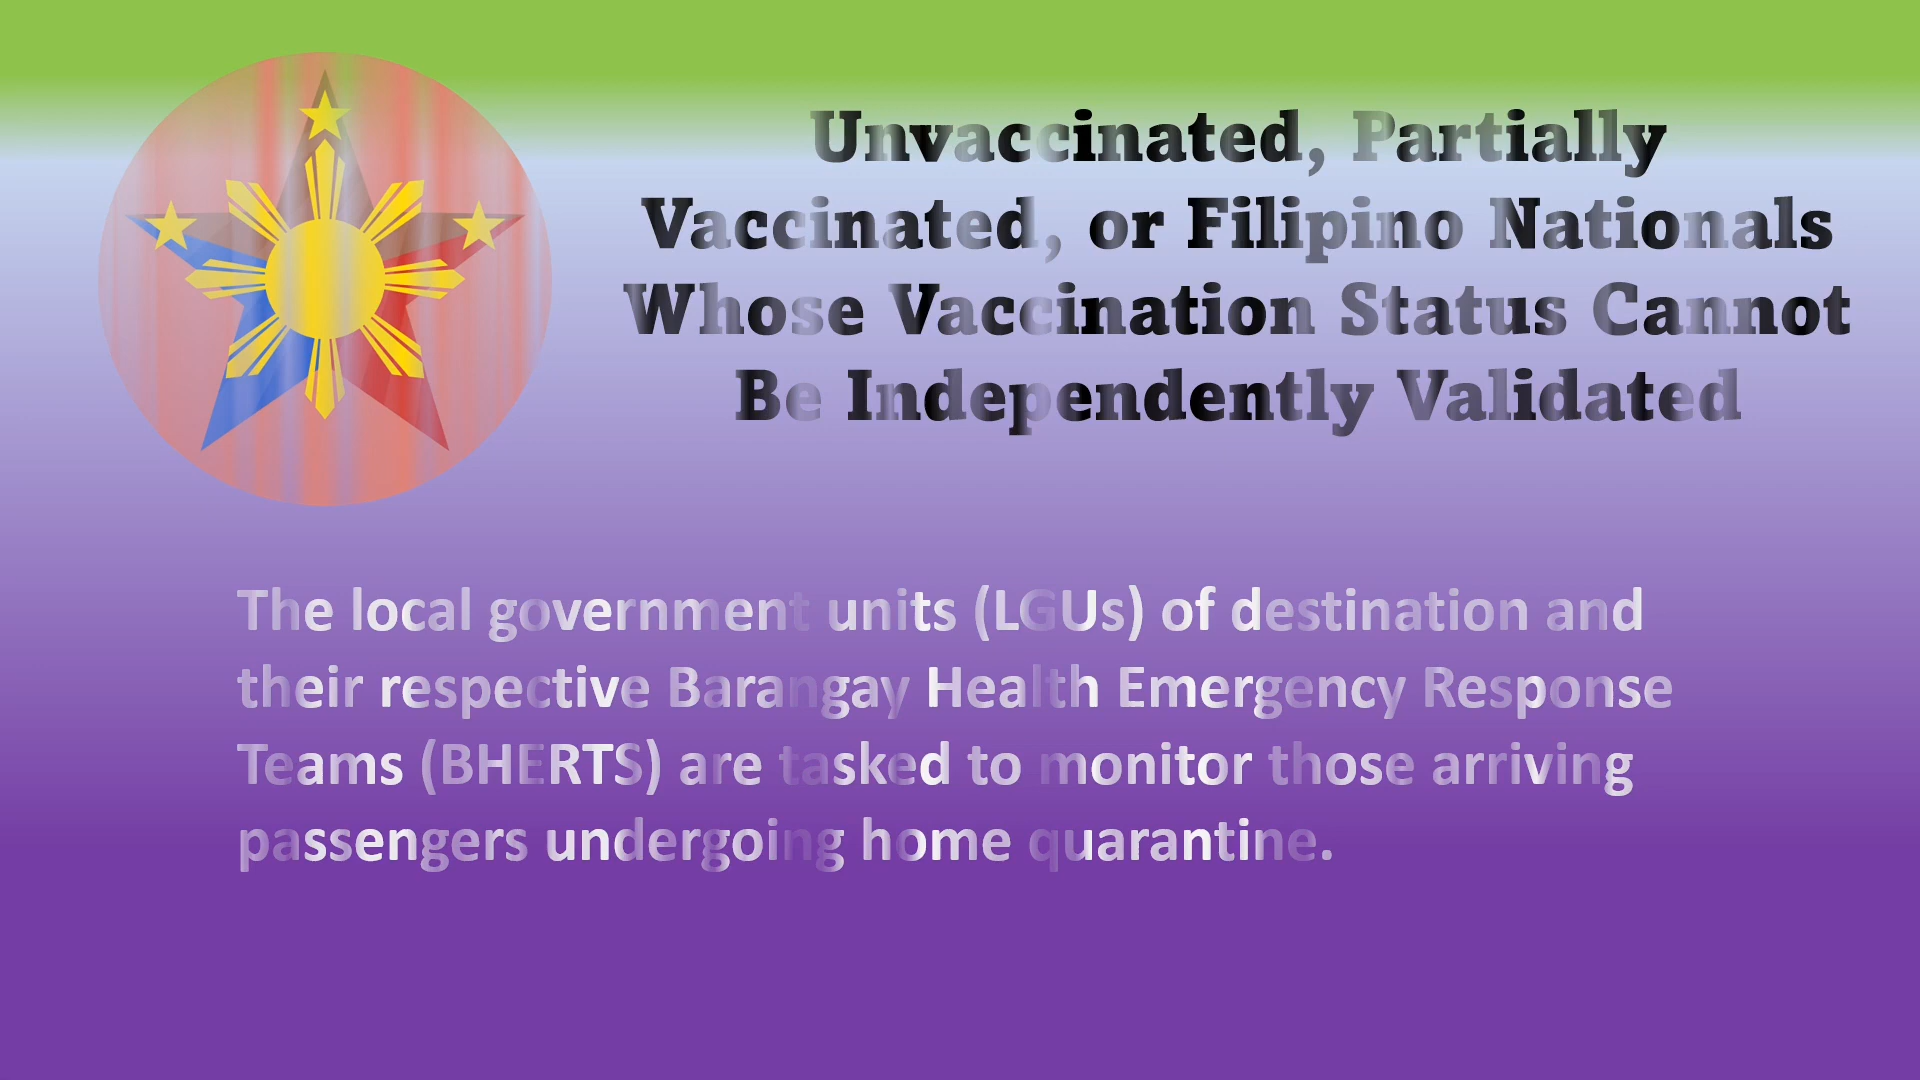 Unvaccinated, Partially
Vaccinated, or Filipino Nationals
Whose Vaccination Status Cannot
Be Independently Validated
The local government units (LGUs) of destination and
their respective Barangay Health Emergency Response
Teams (BHERTS) are tasked to monitor those arriving
passengers undergoing home quarantine.